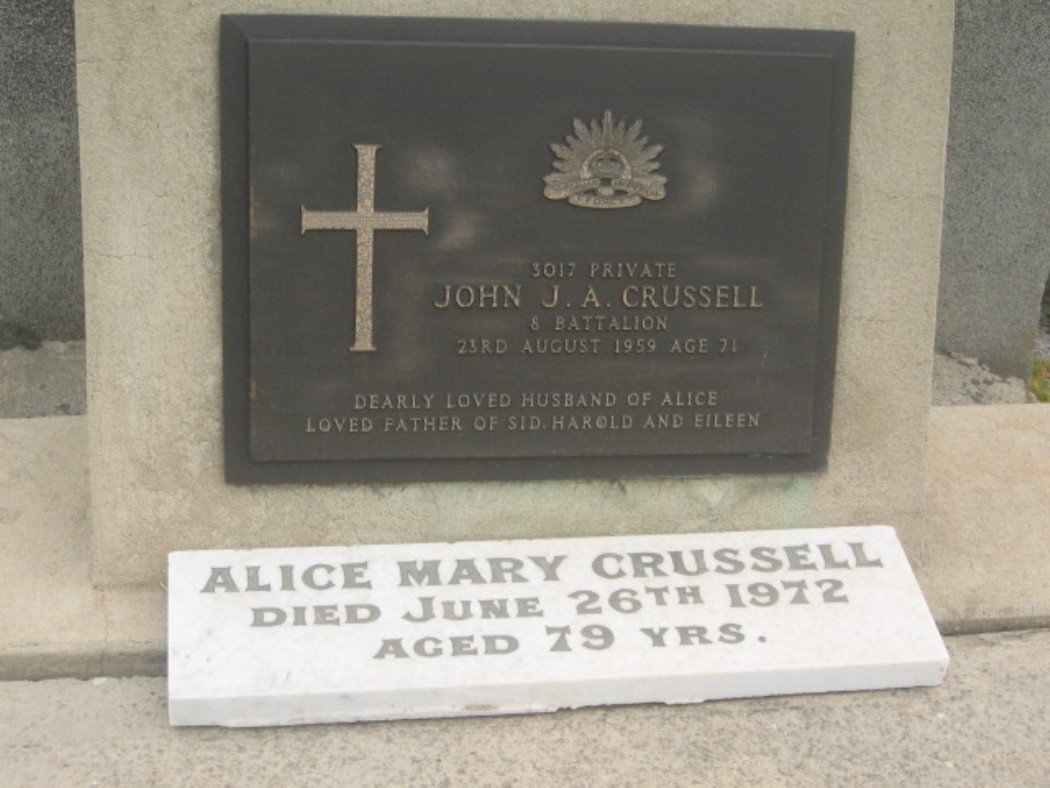 3017 PRIVATE
JOHN J. A. CRUSSELL
8 BATTALION
23RD AUGUST 1959 AGE 71
DEARLY LOVED HUSBAND OF ALICE
LOVED FATHER OF SID. HAROLD AND EILEEN
ALICE MARY CRUSSELL
DIED JUNE 26TH 1972
AGED 79 YRS.